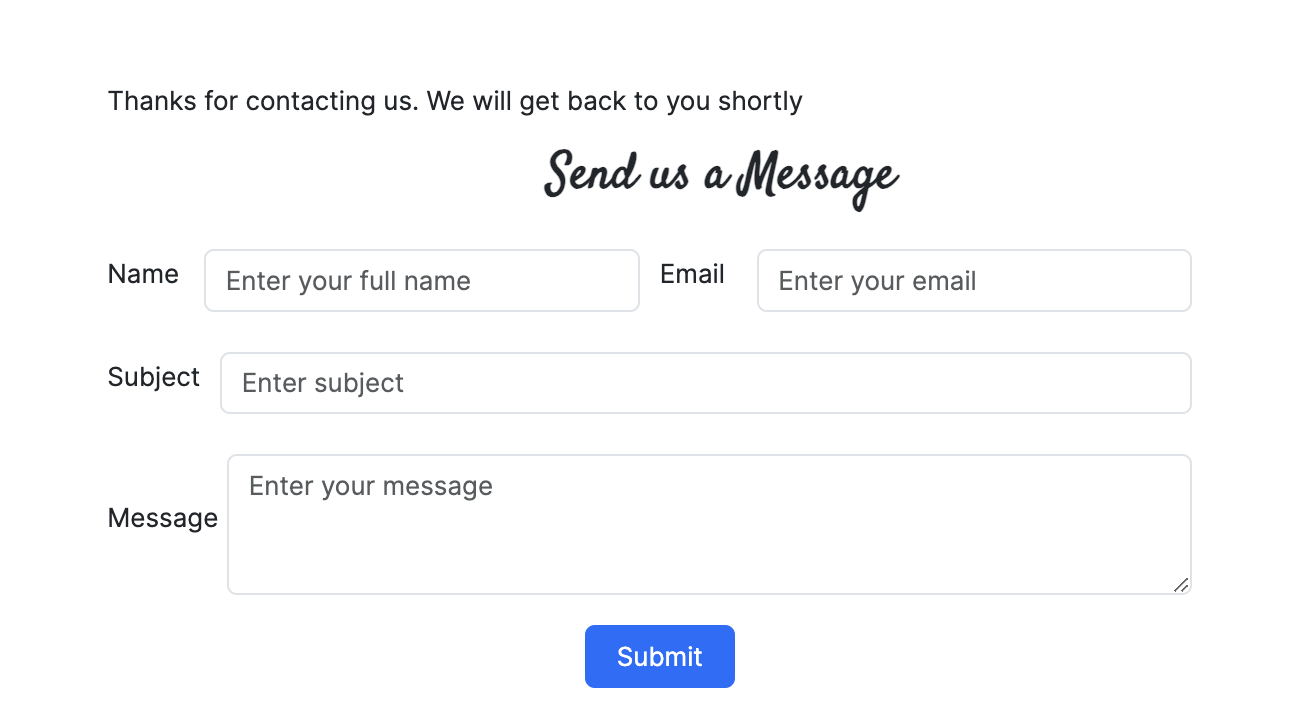 Thanks for contacting us. We will get back to you shortly
Send us a Message
Name Enter your full name Email Enter your email
Subject Enter subject
Enter your message
Message
Submit